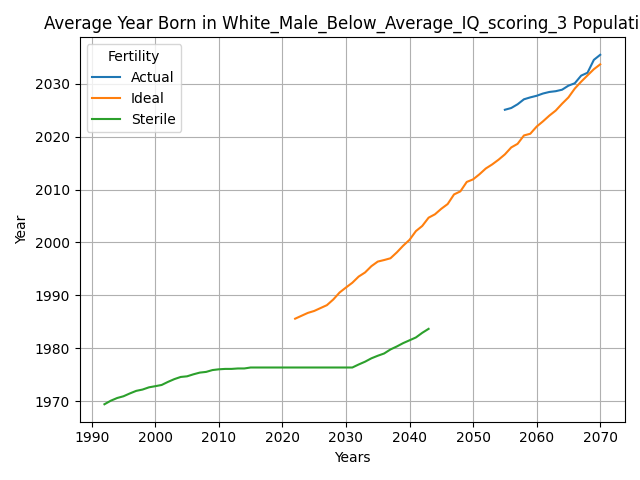 Average Year Born in White_Male_Below_Average_IQ_scoring_3 Populati
Fertility
Actual
Ideal
Sterile
2030
2020
2010
2000
1990
1980
1970
Year
1990 2000 2010 2020 2030 2040 2050 2060 2070
Years